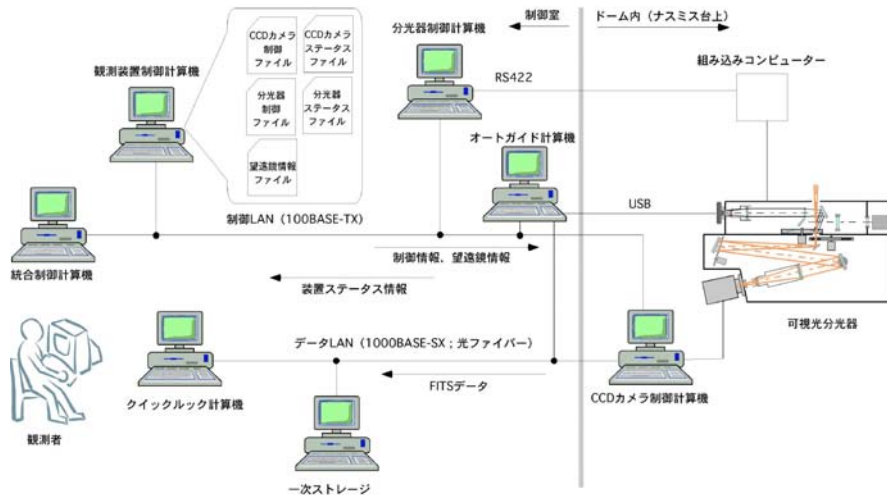 制御室
ドーム内（ナスミス台上）
CCDカメラ
制御
ファイル
CCDカメラ
ステータス
ファイル
分光器制御計算機
組み込みコンピューター
観測装置制御計算機
RS422
分光器
制御
ファイル
分光器
ステータス
ファイル
オートガイド計算機
望遠鏡情報
ファイル
USB
制御LAN（100BASE-TX）
制御情報、望遠鏡情報
統合制御計算機
装置ステータス情報
可視光分光器
データLAN（1000BASE-SX；光ファイバー）
FITSデータ
CCDカメラ制御計算機
クイックルック計算機
観測者
一次ストレージ